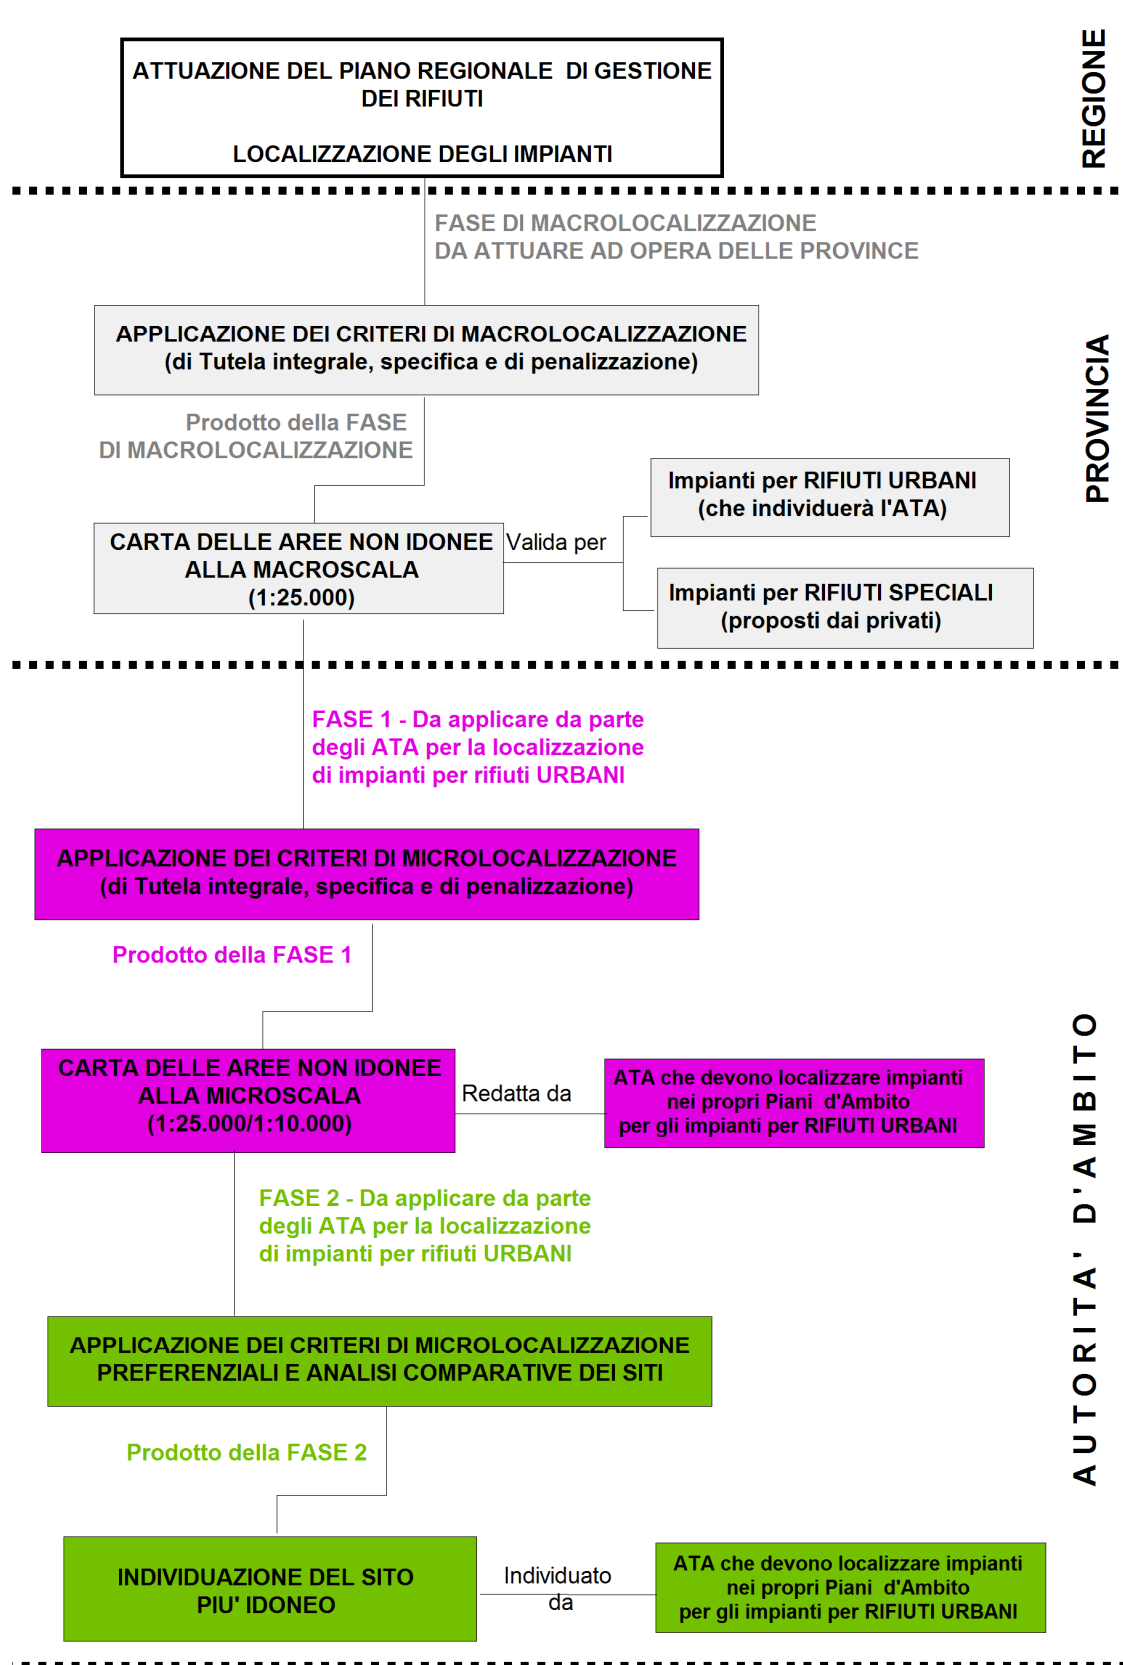 ATTUAZIONE DEL PIANO REGIONALE DI GESTIONE
DEI RIFIUTI
LOCALIZZAZIONE DEGLI IMPIANTI
REGIONE
FASE DI MACROLOCALIZZAZIONE
DA ATTUARE AD OPERA DELLE PROVINCE
APPLICAZIONE DEI CRITERI DI MACROLOCALIZZAZIONE
(di Tutela integrale, specifica e di penalizzazione)
PROVINCIA
Prodotto della FASE
DI MACROLOCALIZZAZIONE
CARTA DELLE AREE NON IDONEE
ALLA MACROSCALA
(1:25.000)
Valida per
Impianti per RIFIUTI URBANI
(che individuerà l'ATA)
Impianti per RIFIUTI SPECIALI
(proposti dai privati)
FASE 1 - Da applicare da parte
degli ATA per la localizzazione
di impianti per rifiuti URBANI
APPLICAZIONE DEI CRITERI DI MICROLOCALIZZAZIONE
(di Tutela integrale, specifica e di penalizzazione)
Prodotto della FASE 1
CARTA DELLE AREE NON IDONEE
ALLA MICROSCALA
(1:25.000/1:10.000)
Redatta da
ATA che devono localizzare impianti
nei propri Piani d'Ambito
per gli impianti per RIFIUTI URBANI
AUTORITA' D'AMBITO
FASE 2 - Da applicare da parte
degli ATA per la localizzazione
di impianti per rifiuti URBANI
APPLICAZIONE DEI CRITERI DI MICROLOCALIZZAZIONE
PREFERENZIALI E ANALISI COMPARATIVE DEI SITI
Prodotto della FASE 2
INDIVIDUAZIONE DEL SITO
PIU' IDONEO
Individuato
da
ATA che devono localizzare impianti
nei propri Piani d'Ambito
per gli impianti per RIFIUTI URBANI